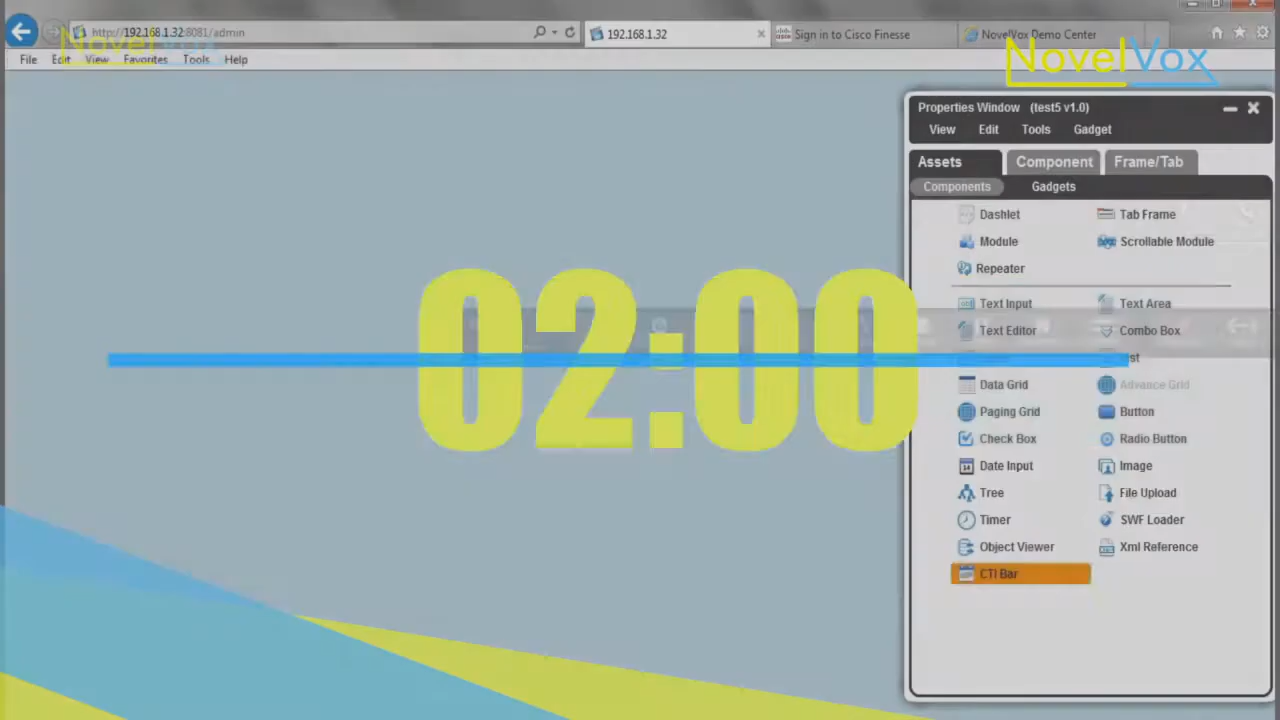 http://192.168.1.32:8081/admin
192.168.1.32
Sign in to Cisco Finesse
NovelVox Demo Center
NovelVox
File Edit View Favorites Tools Help
NovelVox
Properties Window (test5 v1.0)
View Edit Tools Gadget
Assets Component Frame/Tab
Components Gadgets
Dashlet Tab Frame
Module Scrollable Module
Repeater
Text Input Text Area
Text Editor Combo Box
Data Grid Advance Grid
Paging Grid Button
Check Box Radio Button
Date Input Image
Tree File Upload
Timer SWF Loader
Object Viewer Xml Reference
CTI Bar
02:00